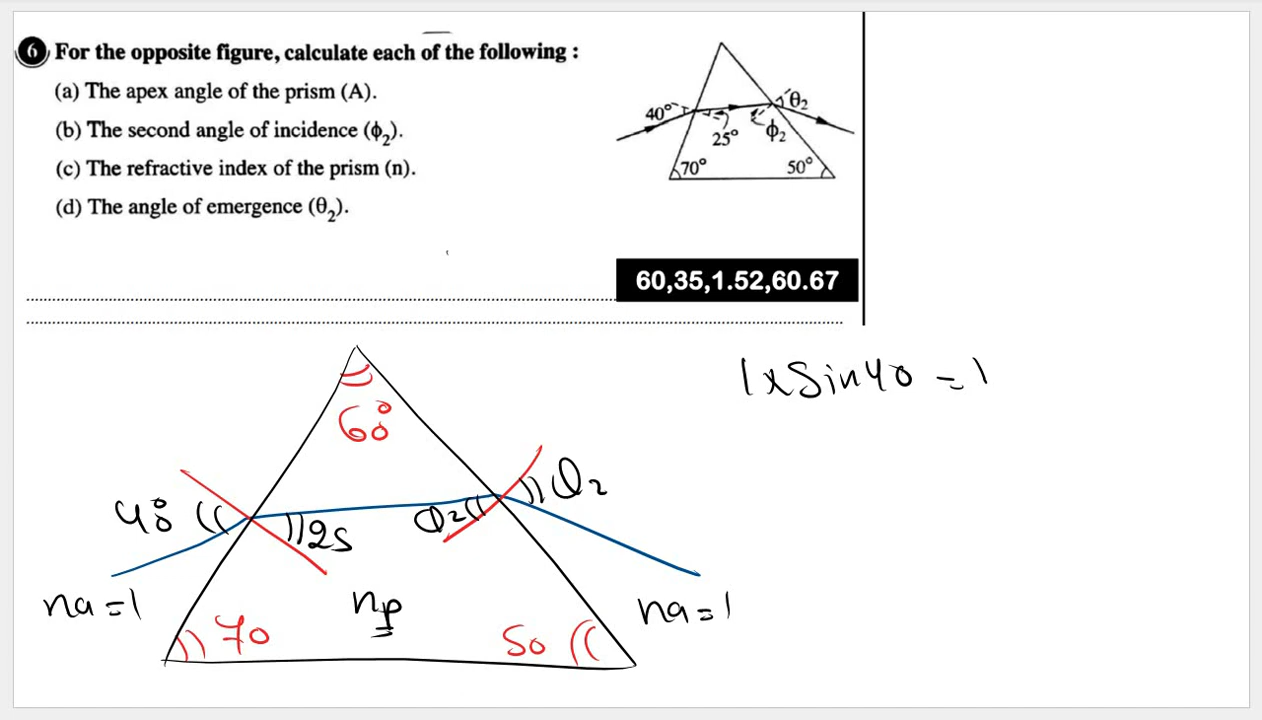 6 For the opposite figure, calculate each of the following :
(a) The apex angle of the prism (A).
(b) The second angle of incidence (ϕ₂).
(c) The refractive index of the prism (n).
(d) The angle of emergence (θ₂).
40°
θ₂
25°
ϕ₂
70°
50°
60,35,1.52,60.67
60°
1×Sin40 = 1
40°
25
ϕ2
θ2
na=1
np
na=1
70
50